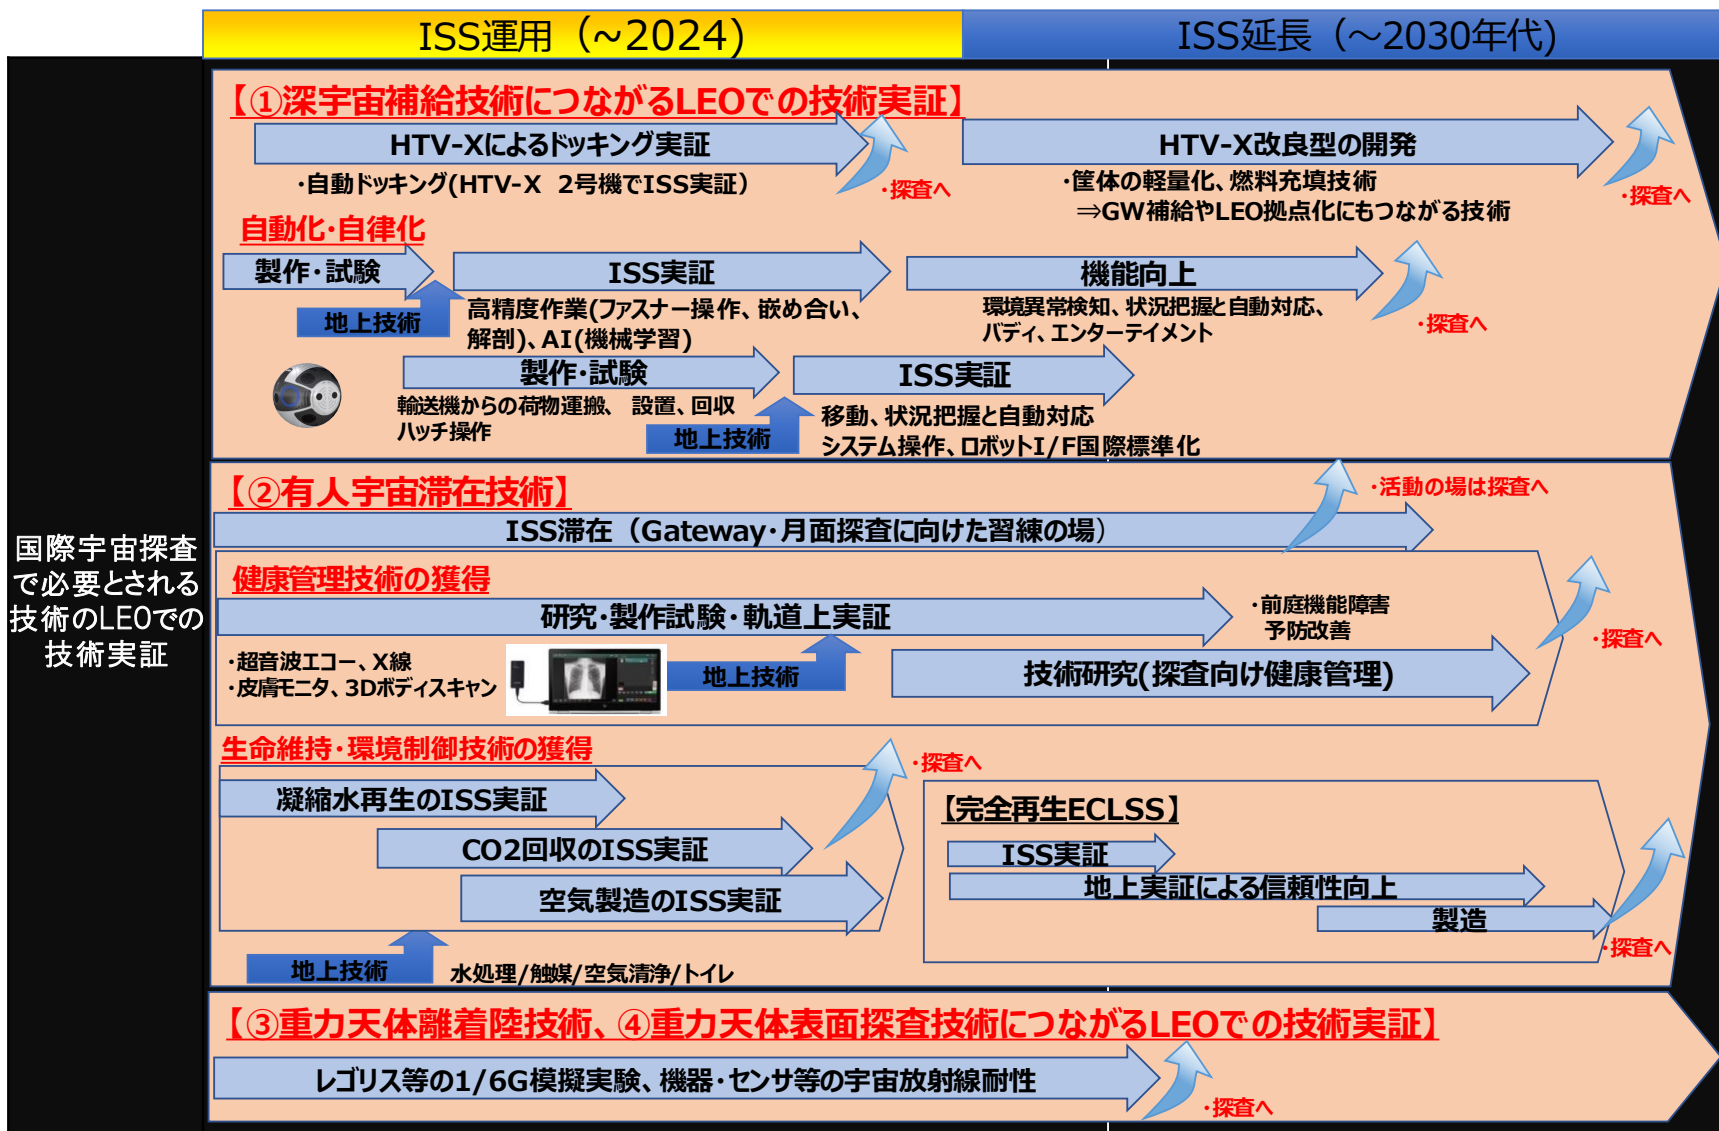 ISS運用（~2024)
ISS延長（～2030年代)
国際宇宙探査
で必要とされる
技術のLEOでの
技術実証
【①深宇宙補給技術につながるLEOでの技術実証】
HTV-Xによるドッキング実証
・自動ドッキング(HTV-X 2号機でISS実証）
・探査へ
HTV-X改良型の開発
・筐体の軽量化、燃料充填技術
⇒GW補給やLEO拠点化にもつながる技術
・探査へ
自動化・自律化
製作・試験
地上技術
ISS実証
高精度作業(ファスナー操作、嵌め合い、
解剖)、AI(機械学習)
機能向上
環境異常検知、状況把握と自動対応、
バディ、エンターテイメント
・探査へ
製作・試験
輸送機からの荷物運搬、 設置、回収
ハッチ操作
地上技術
ISS実証
移動、状況把握と自動対応
システム操作、ロボットI/F国際標準化
【②有人宇宙滞在技術】
・活動の場は探査へ
ISS滞在（Gateway・月面探査に向けた習練の場）
健康管理技術の獲得
研究・製作試験・軌道上実証
・前庭機能障害
予防改善
・探査へ
・超音波エコー、X線
・皮膚モニタ、3Dボディスキャン
地上技術
技術研究(探査向け健康管理)
生命維持・環境制御技術の獲得
・探査へ
凝縮水再生のISS実証
CO2回収のISS実証
空気製造のISS実証
地上技術
水処理/触媒/空気清浄/トイレ
【完全再生ECLSS】
ISS実証
地上実証による信頼性向上
製造
・探査へ
【③重力天体離着陸技術、④重力天体表面探査技術につながるLEOでの技術実証】
レゴリス等の1/6G模擬実験、機器・センサ等の宇宙放射線耐性
・探査へ